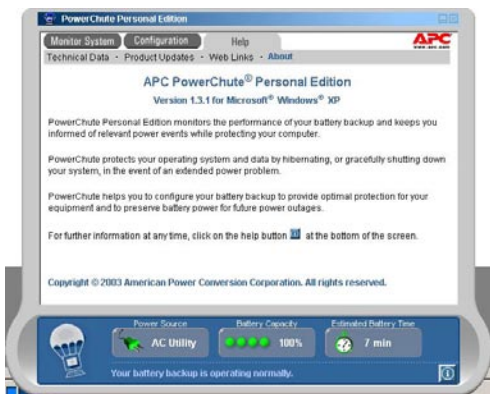 PowerChute Personal Edition
Monitor System Configuration Help
APC
www.apc.com
Technical Data - Product Updates - Web Links - About
APC PowerChute® Personal Edition
Version 1.3.1 for Microsoft® Windows® XP
PowerChute Personal Edition monitors the performance of your battery backup and keeps you
informed of relevant power events while protecting your computer.
PowerChute protects your operating system and data by hibernating, or gracefully shutting down
your system, in the event of an extended power problem.
PowerChute helps you to configure your battery backup to provide optimal protection for your
equipment and to preserve battery power for future power outages.
For further information at any time, click on the help button at the bottom of the screen.
Copyright © 2003 American Power Conversion Corporation. All rights reserved.
Power Source Battery Capacity Estimated Battery Time
AC Utility 100% 7 min
Your battery backup is operating normally.